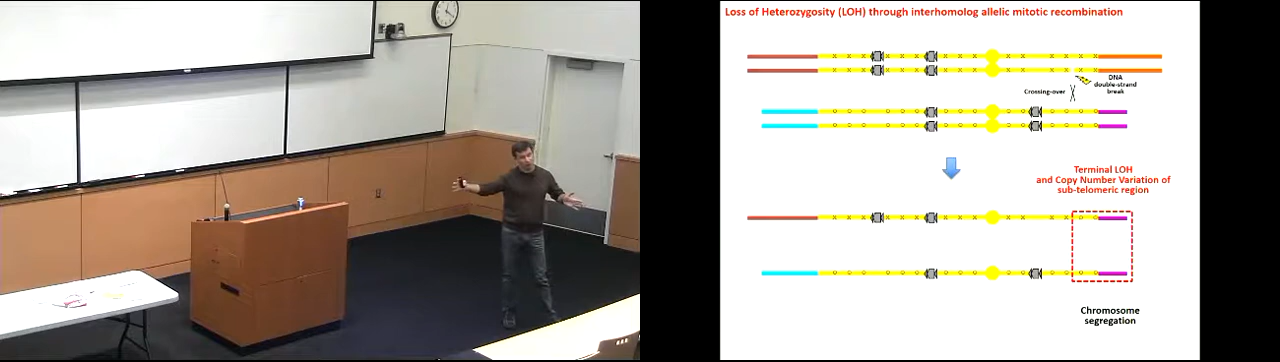 Loss of Heterozygosity (LOH) through interhomolog allelic mitotic recombination
DNA
double-strand
break
Crossing-over
Terminal LOH
and Copy Number Variation of
sub-telomeric region
Chromosome
segregation